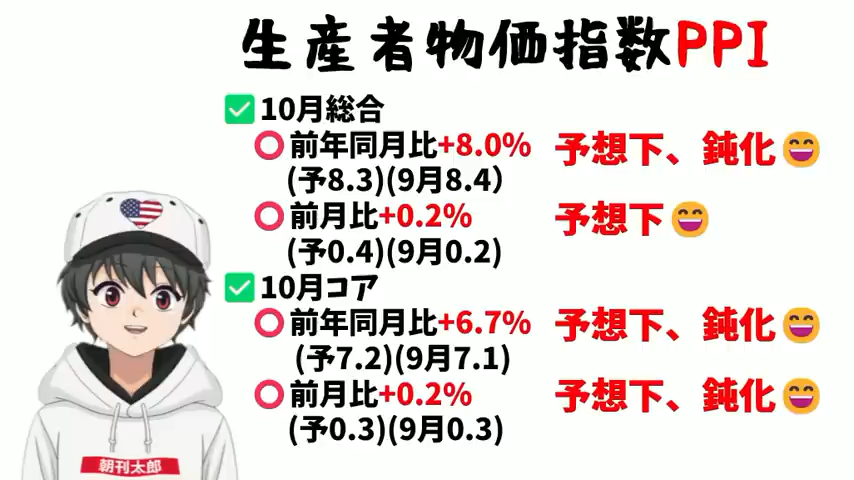 生産者物価指数PPI
✅10月総合
⭕前年同月比+8.0% 予想下、鈍化😄
(予8.3)(9月8.4)
⭕前月比+0.2% 予想下😄
(予0.4)(9月0.2)
✅10月コア
⭕前年同月比+6.7% 予想下、鈍化😄
(予7.2)(9月7.1)
⭕前月比+0.2% 予想下、鈍化😄
(予0.3)(9月0.3)
朝刊太郎